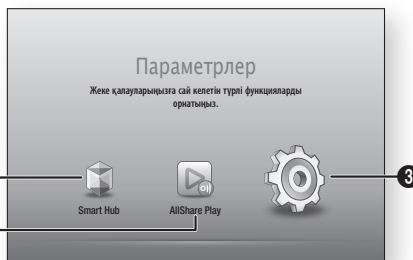 Параметрлер
Жеке қалауларыңызға сай келетін түрлі функцияларды
орнатыңыз.
3
Smart Hub
AllShare Play